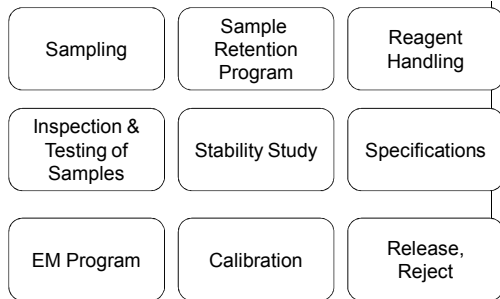 Sampling
Sample
Retention
Program
Reagent
Handling
Inspection &
Testing of
Samples
Stability Study
Specifications
EM Program
Calibration
Release,
Reject